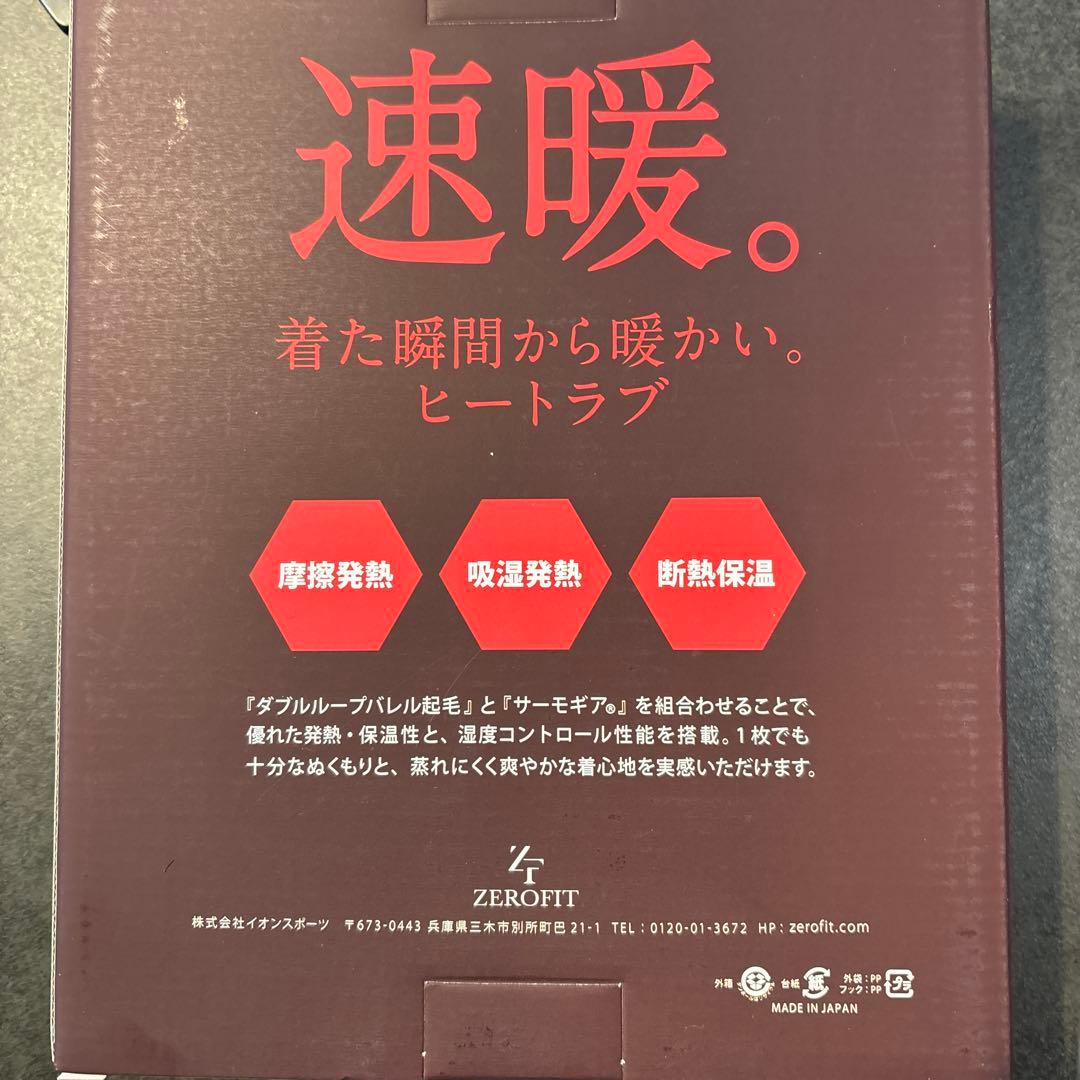 速暖。
着た瞬間から暖かい。
ヒートラブ
摩擦発熱 吸湿発熱 断熱保温
『ダブルループバレル起毛』と『サーモギア®』を組合わせることで、
優れた発熱・保温性と、湿度コントロール性能を搭載。1枚でも
十分なぬくもりと、蒸れにくく爽やかな着心地を実感いただけます。
ZEROFIT
株式会社イオンスポーツ 〒673-0443 兵庫県三木市別所町巴 21-1 TEL：0120-01-3672 HP：zerofit.com
外箱 台紙 紙 外袋：PP
フック：PP プラ
MADE IN JAPAN